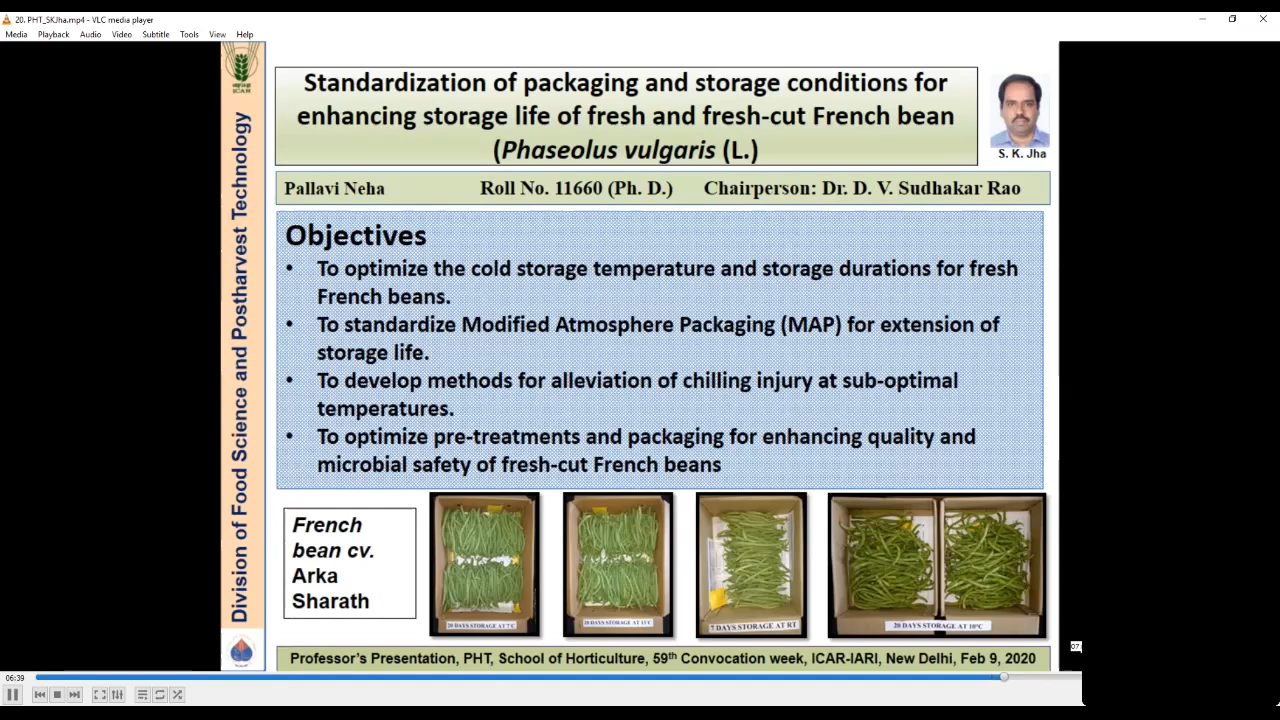 20. PHT_SKJha.mp4 - VLC media player
Media Playback Audio Video Subtitle Tools View Help
ICAR
Division of Food Science and Postharvest Technology
Standardization of packaging and storage conditions for
enhancing storage life of fresh and fresh-cut French bean
(Phaseolus vulgaris (L.)
S. K. Jha
Pallavi Neha Roll No. 11660 (Ph. D.) Chairperson: Dr. D. V. Sudhakar Rao
Objectives
• To optimize the cold storage temperature and storage durations for fresh
French beans.
• To standardize Modified Atmosphere Packaging (MAP) for extension of
storage life.
• To develop methods for alleviation of chilling injury at sub-optimal
temperatures.
• To optimize pre-treatments and packaging for enhancing quality and
microbial safety of fresh-cut French beans
French
bean cv.
Arka
Sharath
20 DAYS STORAGE AT 7°C
7 DAYS STORAGE AT RT
20 DAYS STORAGE AT 10°C
Professor's Presentation, PHT, School of Horticulture, 59th Convocation week, ICAR-IARI, New Delhi, Feb 9, 2020
06:39